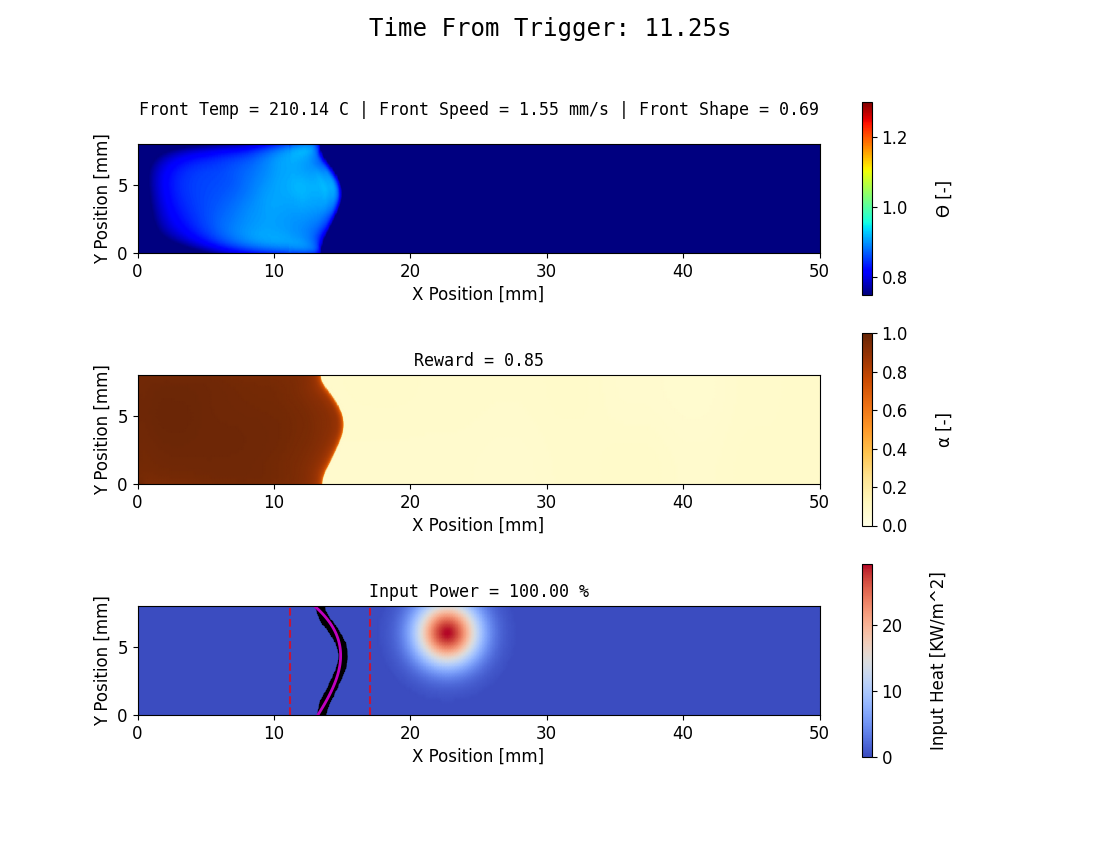 Time From Trigger: 11.25s
Front Temp = 210.14 C | Front Speed = 1.55 mm/s | Front Shape = 0.69
Y Position [mm]
5
0
0 10 20 30 40 50
X Position [mm]
1.2
1.0
0.8
Θ [-]
Reward = 0.85
Y Position [mm]
5
0
0 10 20 30 40 50
X Position [mm]
1.0
0.8
0.6
0.4
0.2
0.0
α [-]
Input Power = 100.00 %
Y Position [mm]
5
0
0 10 20 30 40 50
X Position [mm]
20
10
0
Input Heat [KW/m^2]